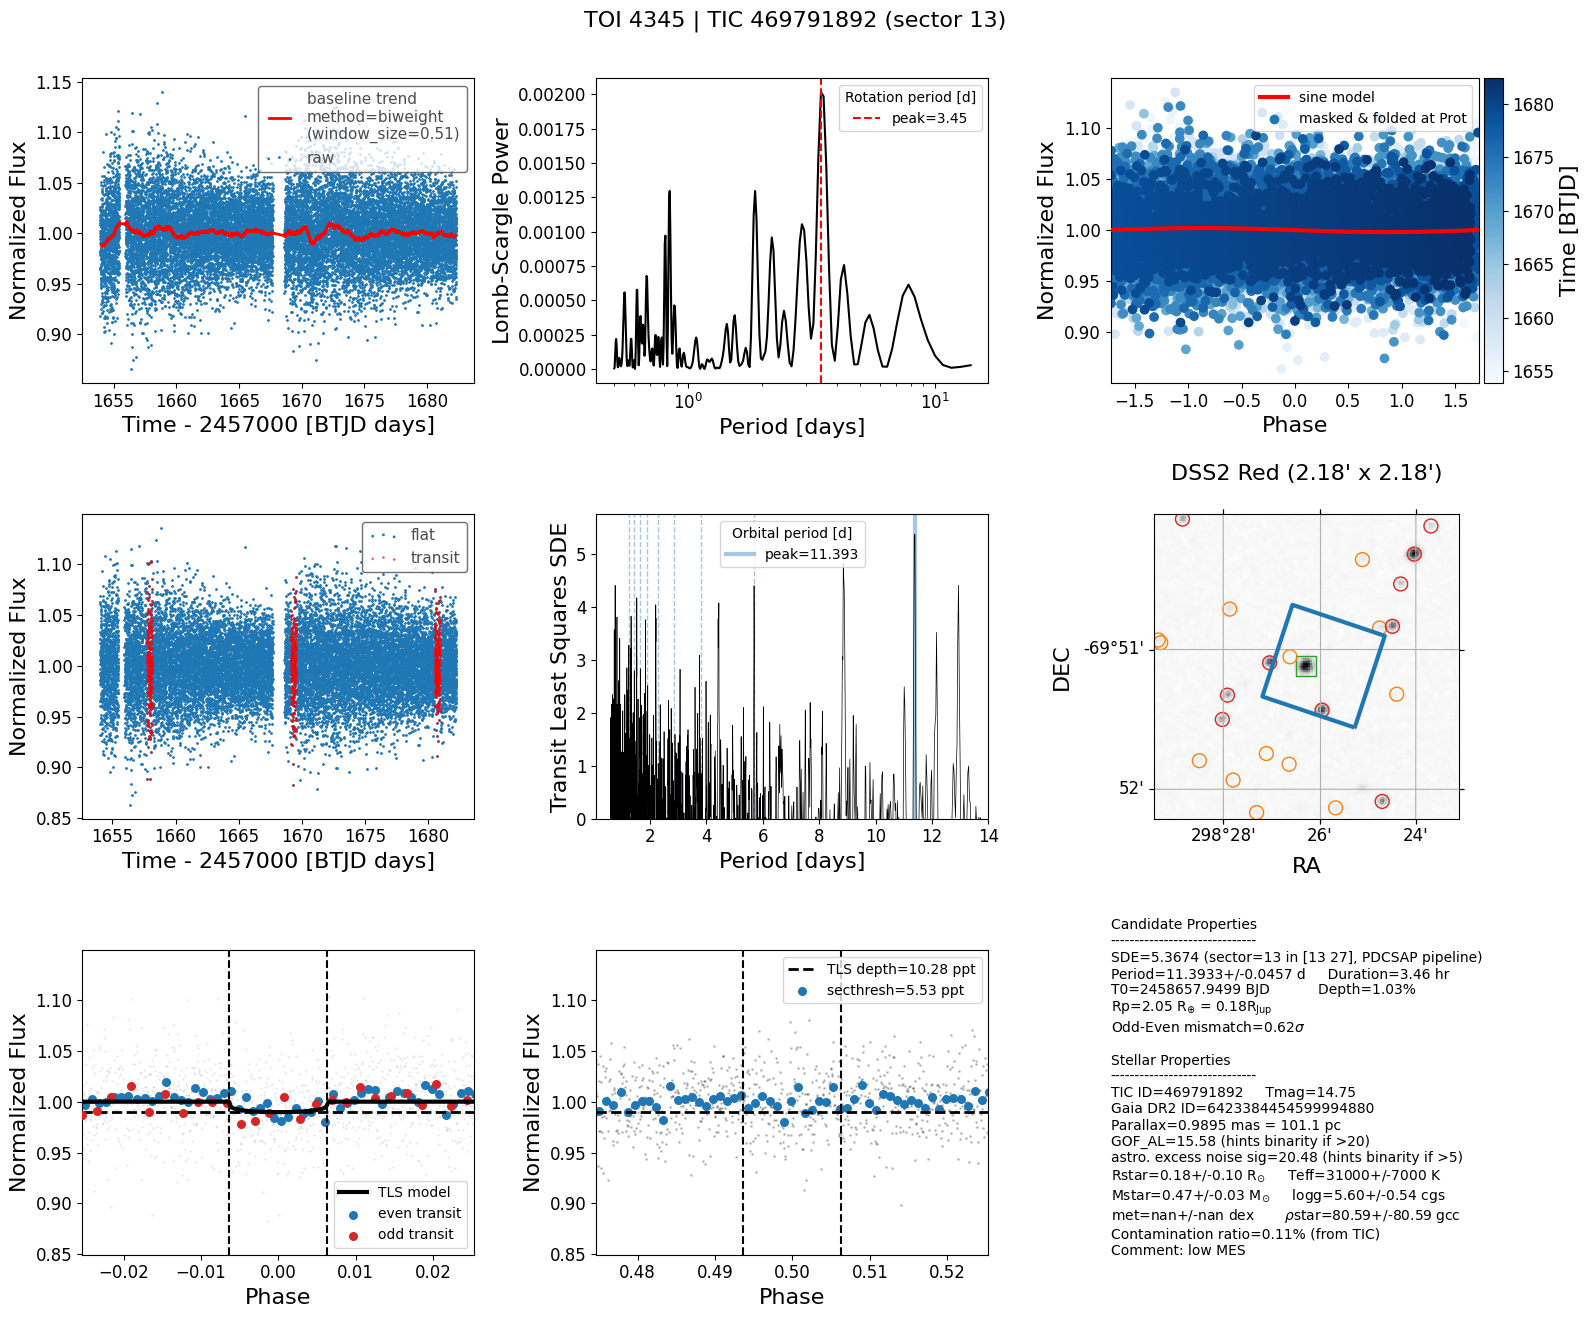 TOI 4345 | TIC 469791892 (sector 13)
Normalized Flux
1.15
1.10
1.05
1.00
0.95
0.90
baseline trend
method=biweight
(window_size=0.51)
raw
1655 1660 1665 1670 1675 1680
Time - 2457000 [BTJD days]
Lomb-Scargle Power
0.00200
0.00175
0.00150
0.00125
0.00100
0.00075
0.00050
0.00025
0.00000
Rotation period [d]
peak=3.45
10⁰ 10¹
Period [days]
Normalized Flux
1.10
1.05
1.00
0.95
0.90
sine model
masked & folded at Prot
−1.5 −1.0 −0.5 0.0 0.5 1.0 1.5
Phase
1680
1675
1670
1665
1660
1655
Time [BTJD]
Normalized Flux
1.10
1.05
1.00
0.95
0.90
0.85
flat
transit
1655 1660 1665 1670 1675 1680
Time - 2457000 [BTJD days]
Transit Least Squares SDE
5
4
3
2
1
0
Orbital period [d]
peak=11.393
2 4 6 8 10 12 14
Period [days]
DSS2 Red (2.18' x 2.18')
DEC
-69°51'
52'
298°28' 26' 24'
RA
Normalized Flux
1.10
1.05
1.00
0.95
0.90
0.85
TLS model
even transit
odd transit
−0.02 −0.01 0.00 0.01 0.02
Phase
Normalized Flux
1.10
1.05
1.00
0.95
0.90
0.85
TLS depth=10.28 ppt
secthresh=5.53 ppt
0.48 0.49 0.50 0.51 0.52
Phase
Candidate Properties
------------------------------
SDE=5.3674 (sector=13 in [13 27], PDCSAP pipeline)
Period=11.3933+/-0.0457 d Duration=3.46 hr
T0=2458657.9499 BJD Depth=1.03%
Rp=2.05 R⊕ = 0.18RJup
Odd-Even mismatch=0.62σ
Stellar Properties
------------------------------
TIC ID=469791892 Tmag=14.75
Gaia DR2 ID=6423384454599994880
Parallax=0.9895 mas = 101.1 pc
GOF_AL=15.58 (hints binarity if >20)
astro. excess noise sig=20.48 (hints binarity if >5)
Rstar=0.18+/-0.10 R⊙ Teff=31000+/-7000 K
Mstar=0.47+/-0.03 M⊙ logg=5.60+/-0.54 cgs
met=nan+/-nan dex ρstar=80.59+/-80.59 gcc
Contamination ratio=0.11% (from TIC)
Comment: low MES